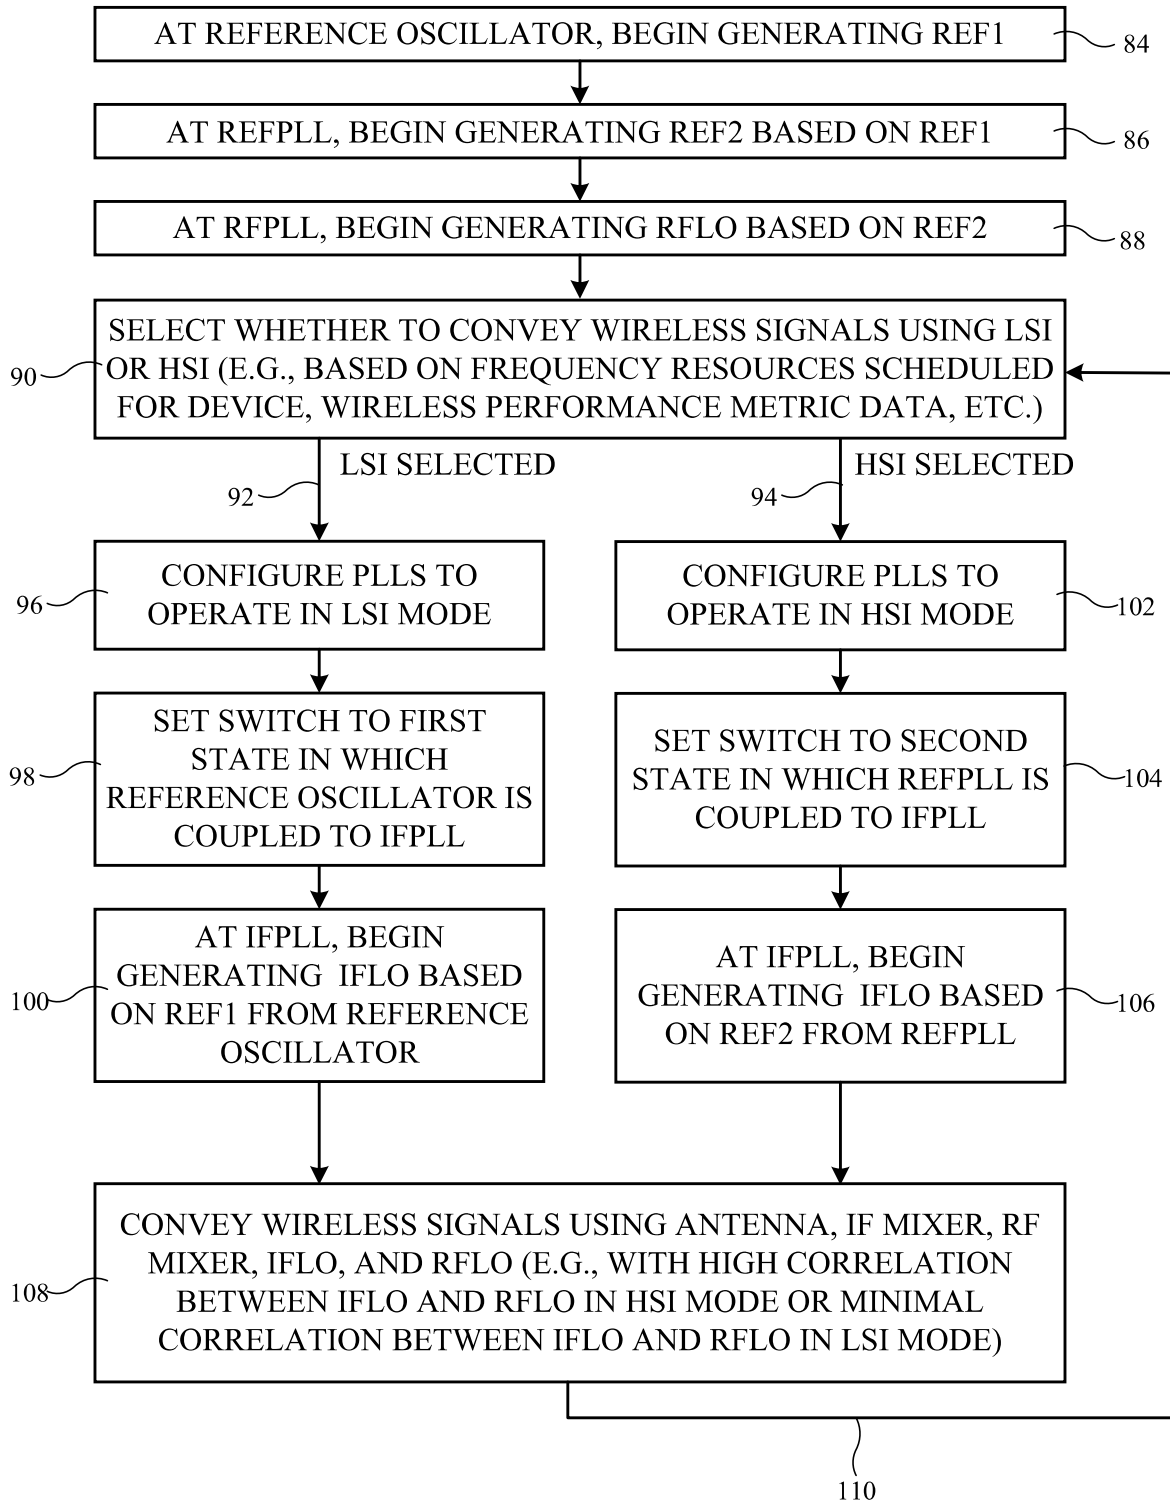 AT REFERENCE OSCILLATOR, BEGIN GENERATING REF1
84
AT REFPLL, BEGIN GENERATING REF2 BASED ON REF1
86
AT RFPLL, BEGIN GENERATING RFLO BASED ON REF2
88
SELECT WHETHER TO CONVEY WIRELESS SIGNALS USING LSI
OR HSI (E.G., BASED ON FREQUENCY RESOURCES SCHEDULED
FOR DEVICE, WIRELESS PERFORMANCE METRIC DATA, ETC.)
90
LSI SELECTED
92
HSI SELECTED
94
CONFIGURE PLLS TO
OPERATE IN LSI MODE
96
CONFIGURE PLLS TO
OPERATE IN HSI MODE
102
SET SWITCH TO FIRST
STATE IN WHICH
REFERENCE OSCILLATOR IS
COUPLED TO IFPLL
98
SET SWITCH TO SECOND
STATE IN WHICH REFPLL IS
COUPLED TO IFPLL
104
AT IFPLL, BEGIN
GENERATING IFLO BASED
ON REF1 FROM REFERENCE
OSCILLATOR
100
AT IFPLL, BEGIN
GENERATING IFLO BASED
ON REF2 FROM REFPLL
106
CONVEY WIRELESS SIGNALS USING ANTENNA, IF MIXER, RF
MIXER, IFLO, AND RFLO (E.G., WITH HIGH CORRELATION
BETWEEN IFLO AND RFLO IN HSI MODE OR MINIMAL
CORRELATION BETWEEN IFLO AND RFLO IN LSI MODE)
108
110